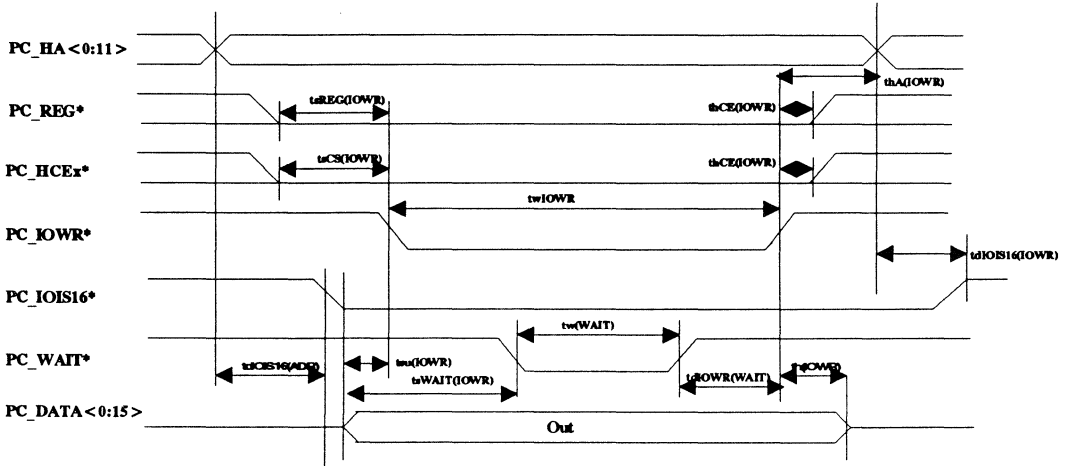 PC_HA<0:11>
thA(IOWR)
PC_REG*
tsREG(IOWR)
thCE(IOWR)
PC_HCEx*
tsCS(IOWR)
thCE(IOWR)
twIOWR
PC_IOWR*
tdIOIS16(IOWR)
PC_IOIS16*
tw(WAIT)
PC_WAIT*
tdIOIS16(ADR)
tsu(IOWR)
tsWAIT(IOWR)
tdIOWR(WAIT)
th(IOWR)
PC_DATA<0:15>
Out